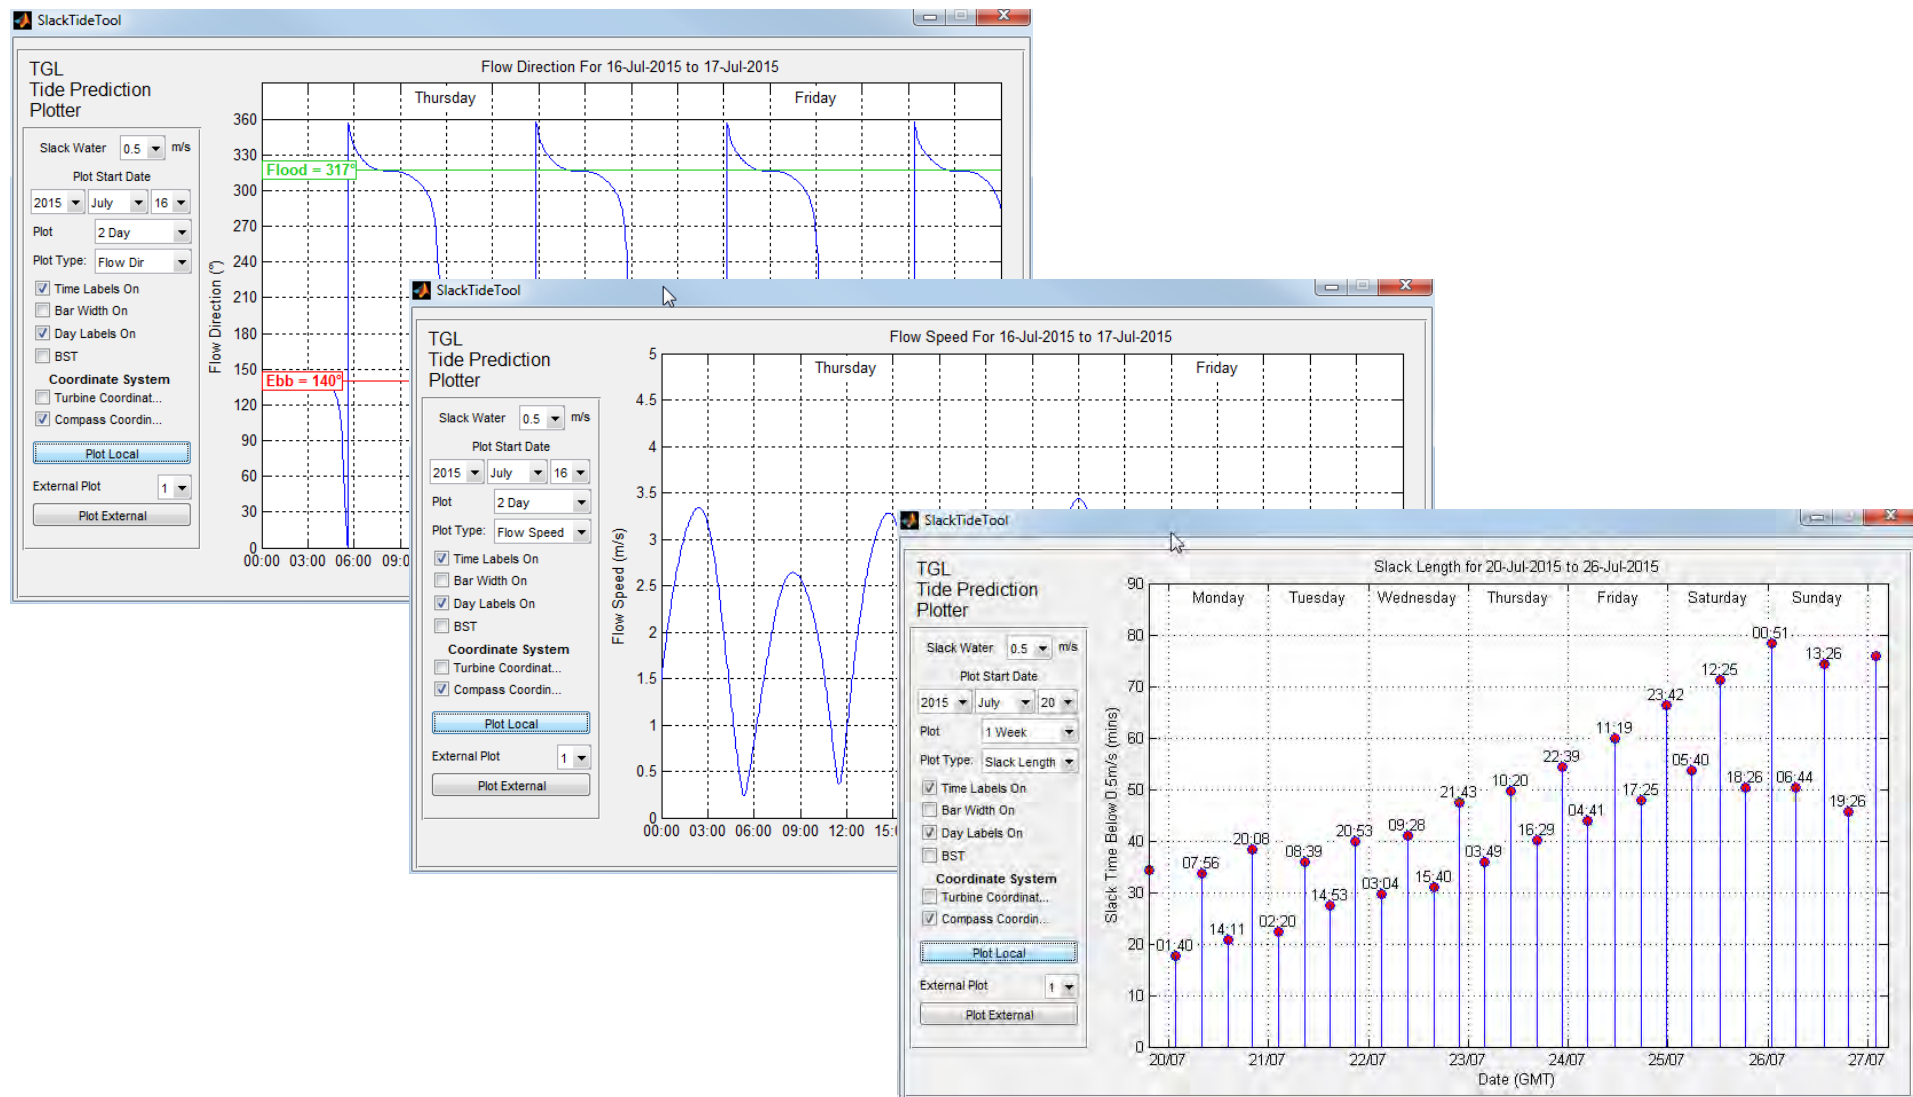 SlackTideTool
TGL
Tide Prediction
Plotter
Slack Water 0.5 m/s
Plot Start Date
2015 July 16
Plot 2 Day
Plot Type: Flow Dir
Time Labels On
Bar Width On
Day Labels On
BST
Coordinate System
Turbine Coordinat...
Compass Coordin...
Plot Local
External Plot 1
Plot External
Flow Direction For 16-Jul-2015 to 17-Jul-2015
Thursday Friday
Flow Direction (°)
360
330
Flood = 317°
300
270
240
210
180
150
Ebb = 140°
120
90
60
30
0
00:00 03:00 06:00 09:0
SlackTideTool
TGL
Tide Prediction
Plotter
Slack Water 0.5 m/s
Plot Start Date
2015 July 16
Plot 2 Day
Plot Type: Flow Speed
Time Labels On
Bar Width On
Day Labels On
BST
Coordinate System
Turbine Coordinat...
Compass Coordin...
Plot Local
External Plot 1
Plot External
Flow Speed For 16-Jul-2015 to 17-Jul-2015
Thursday Friday
Flow Speed (m/s)
5
4.5
4
3.5
3
2.5
2
1.5
1
0.5
0
00:00 03:00 06:00 09:00 12:00 15:
SlackTideTool
TGL
Tide Prediction
Plotter
Slack Water 0.5 m/s
Plot Start Date
2015 July 20
Plot 1 Week
Plot Type: Slack Length
Time Labels On
Bar Width On
Day Labels On
BST
Coordinate System
Turbine Coordinat...
Compass Coordin...
Plot Local
External Plot 1
Plot External
Slack Length for 20-Jul-2015 to 26-Jul-2015
Monday Tuesday Wednesday Thursday Friday Saturday Sunday
Slack Time Below 0.5m/s (mins)
90
80
70
60
50
40
30
20
10
0
01:40 07:56 14:11 20:08
02:20 08:39 14:53 20:53
03:04 09:28 15:40 21:43
03:49 10:20 16:29 22:39
04:41 11:19 17:25 23:42
05:40 12:25 18:26
00:51 06:44 13:26 19:26
20/07 21/07 22/07 23/07 24/07 25/07 26/07 27/07
Date (GMT)